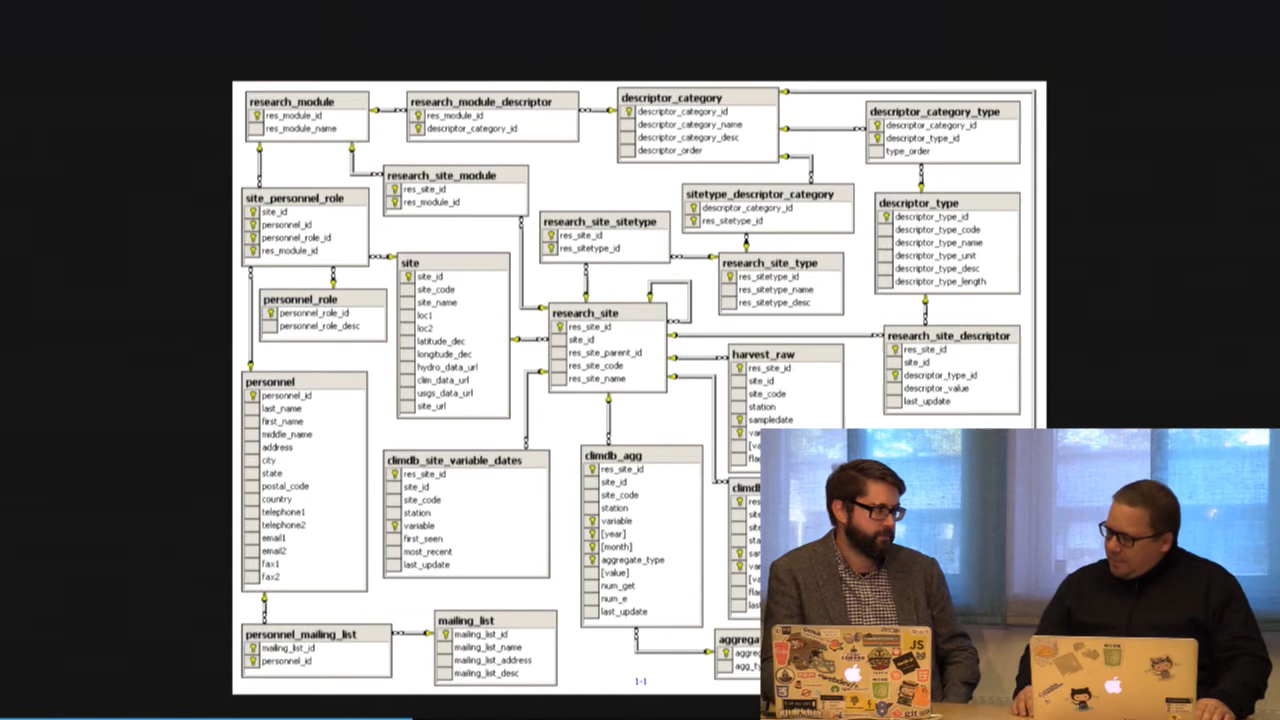 research_module
res_module_id
res_module_name
research_module_descriptor
res_module_id
descriptor_category_id
descriptor_category
descriptor_category_id
descriptor_category_name
descriptor_category_desc
descriptor_order
descriptor_category_type
descriptor_category_id
descriptor_type_id
type_order
research_site_module
res_site_id
res_module_id
site_personnel_role
site_id
personnel_id
personnel_role_id
res_module_id
sitetype_descriptor_category
descriptor_category_id
res_sitetype_id
descriptor_type
descriptor_type_id
descriptor_type_code
descriptor_type_name
descriptor_type_unit
descriptor_type_desc
descriptor_type_length
research_site_sitetype
res_site_id
res_sitetype_id
site
site_id
site_code
site_name
loc1
loc2
latitude_dec
longitude_dec
hydro_data_url
clim_data_url
usgs_data_url
site_url
research_site_type
res_sitetype_id
res_sitetype_name
res_sitetype_desc
personnel_role
personnel_role_id
personnel_role_desc
research_site
res_site_id
site_id
res_site_parent_id
res_site_code
res_site_name
research_site_descriptor
res_site_id
site_id
descriptor_type_id
descriptor_value
last_update
harvest_raw
res_site_id
site_id
site_code
station
sampledate
personnel
personnel_id
last_name
first_name
middle_name
address
city
state
postal_code
country
telephone1
telephone2
email1
email2
fax1
fax2
climdb_site_variable_dates
res_site_id
site_id
site_code
station
variable
first_seen
most_recent
last_update
climdb_agg
res_site_id
site_id
site_code
station
variable
[year]
[month]
aggregate_type
[value]
num_get
num_e
last_update
personnel_mailing_list
mailing_list_id
personnel_id
mailing_list
mailing_list_id
mailing_list_name
mailing_list_address
mailing_list_desc
1-1
JS
git